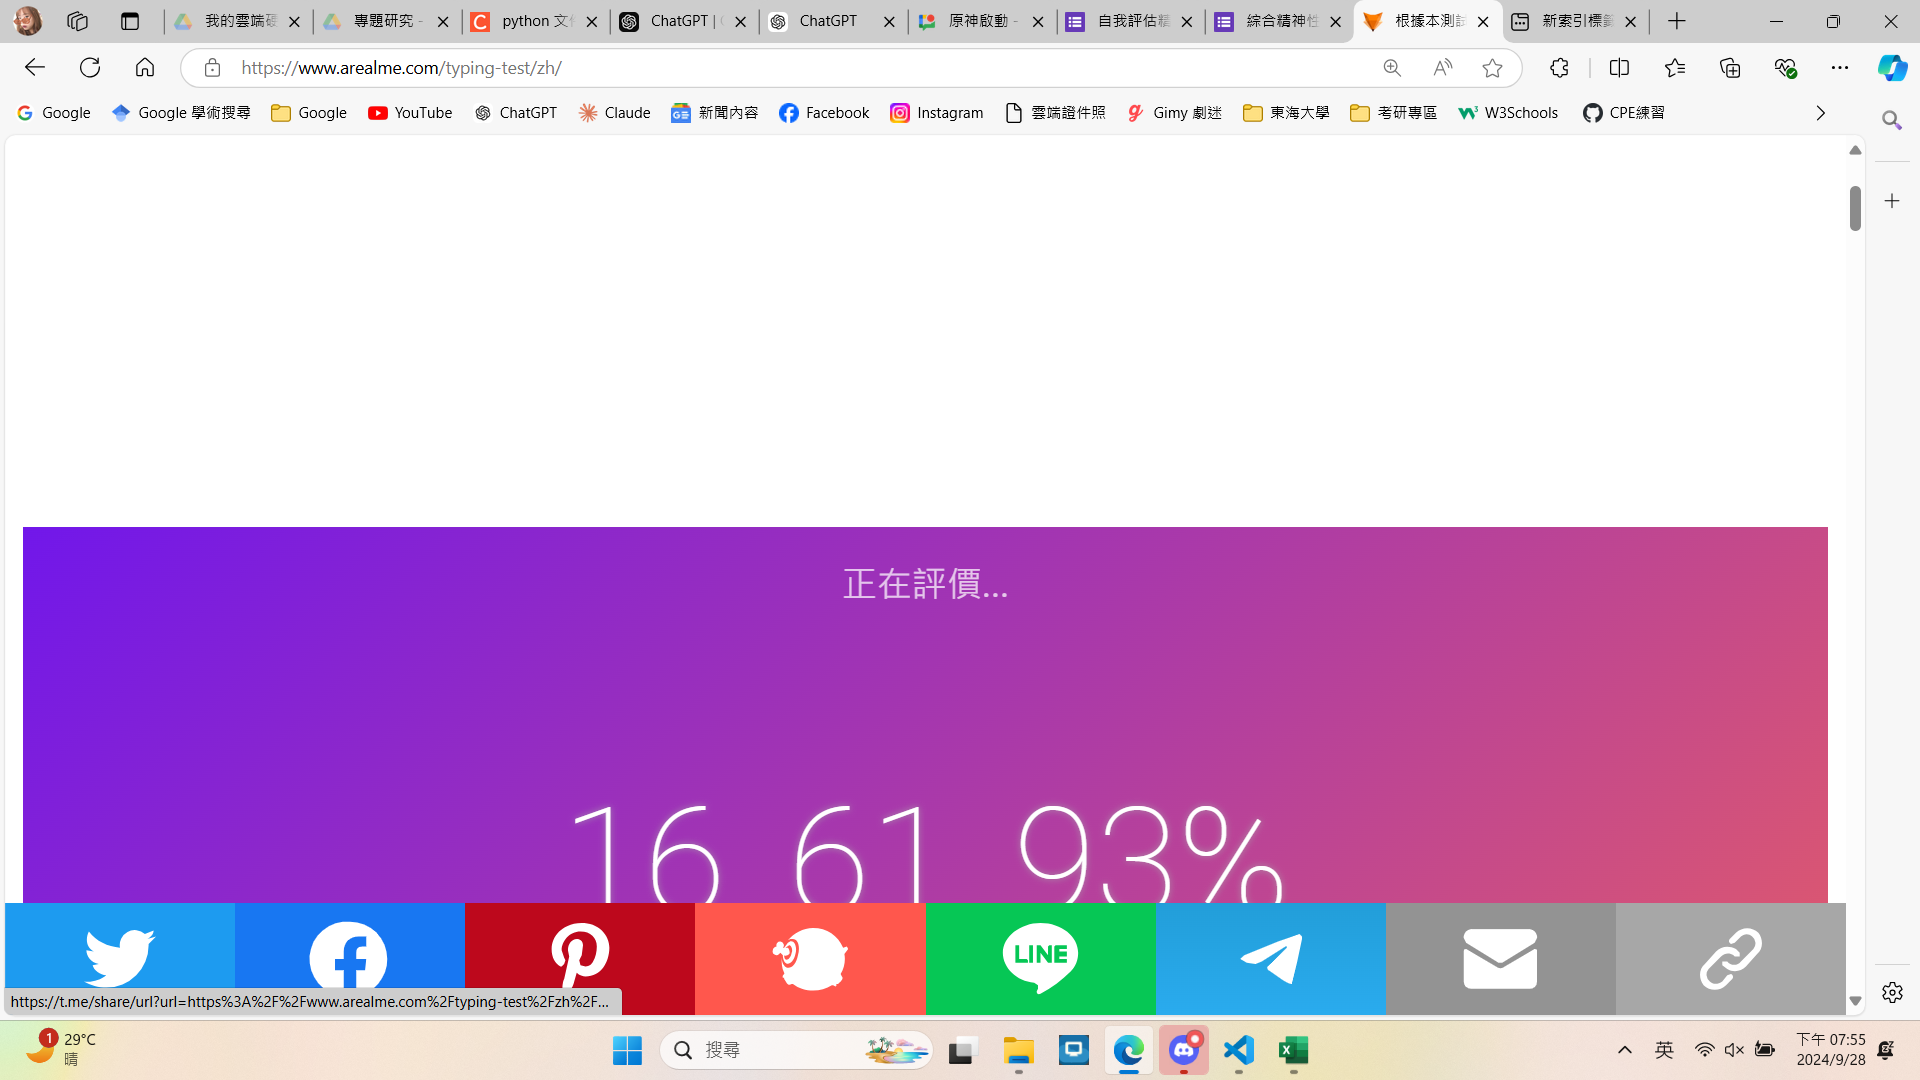 我的雲端硬
專題研究 -
python 文件
ChatGPT | C
ChatGPT
原神啟動 -
自我評估精
綜合精神性
根據本測試
新索引標籤
https://www.arealme.com/typing-test/zh/
Google
Google 學術搜尋
Google
YouTube
ChatGPT
Claude
新聞內容
Facebook
Instagram
雲端證件照
Gimy 劇迷
東海大學
考研專區
W3Schools
CPE練習
正在評價...
16 61 93%
LINE
https://t.me/share/url?url=https%3A%2F%2Fwww.arealme.com%2Ftyping-test%2Fzh%2F...
1
29°C
晴
搜尋
英
下午 07:55
2024/9/28